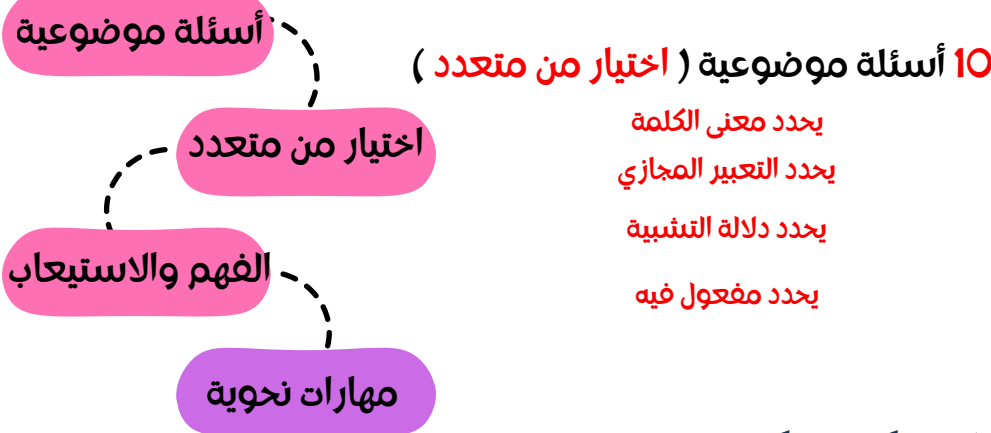 أسئلة موضوعية
10 أسئلة موضوعية ( اختيار من متعدد )
يحدد معنى الكلمة
اختيار من متعدد
يحدد التعبير المجازي
يحدد دلالة التشبية
الفهم والاستيعاب
يحدد مفعول فيه
مهارات نحوية